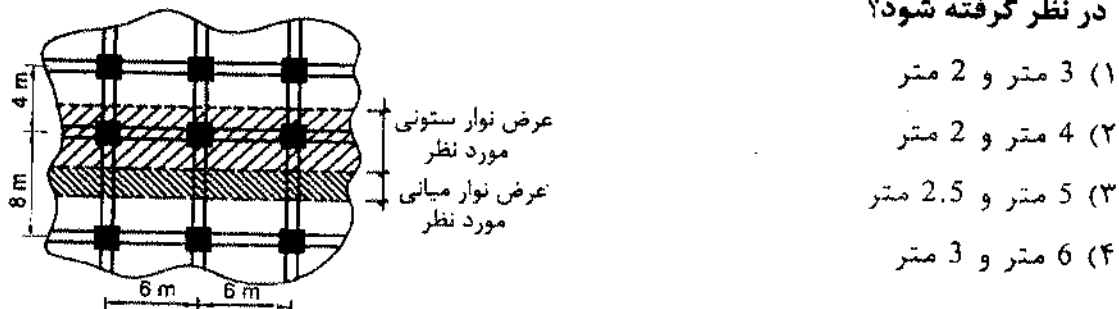 در نظر گرفته شود؟
۱) 3 متر و 2 متر
۲) 4 متر و 2 متر
۳) 5 متر و 2.5 متر
۴) 6 متر و 3 متر
4 m
8 m
عرض نوار ستونی
مورد نظر
عرض نوار میانی
مورد نظر
6 m
6 m